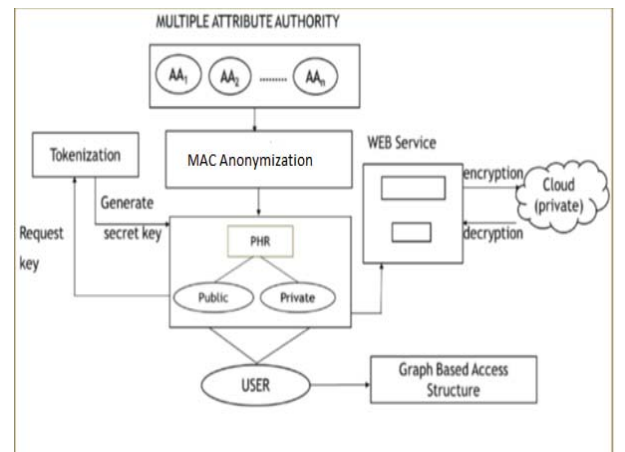 MULTIPLE ATTRIBUTE AUTHORITY
AA1 AA2 ......... AAn
Tokenization
MAC Anonymization
WEB Service
encryption
Cloud
(private)
decryption
Generate
secret key
Request
key
PHR
Public
Private
USER
Graph Based Access
Structure